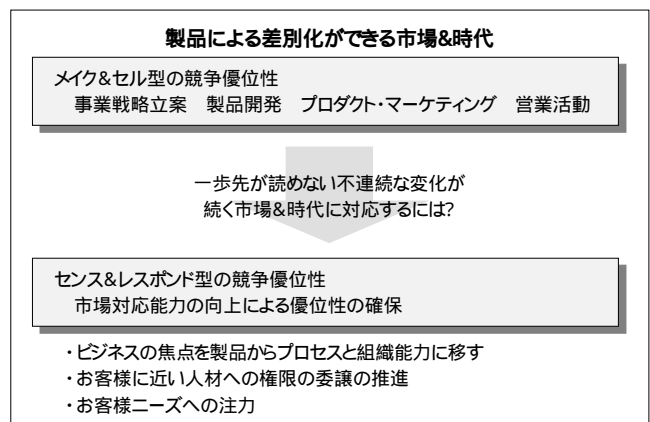 製品による差別化ができる市場&時代
メイク&セル型の競争優位性
事業戦略立案 製品開発 プロダクト・マーケティング 営業活動
一歩先が読めない不連続な変化が
続く市場&時代に対応するには?
センス&レスポンド型の競争優位性
市場対応能力の向上による優位性の確保
・ビジネスの焦点を製品からプロセスと組織能力に移す
・お客様に近い人材への権限の委譲の推進
・お客様ニーズへの注力